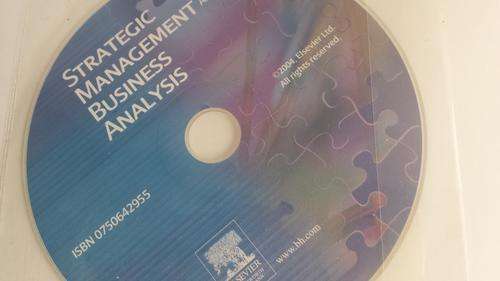 STRATEGIC
MANAGEMENT
BUSINESS
ANALYSIS
©2004, Elsevier Ltd.
All rights reserved.
ISBN 0750642955
www.bh.com